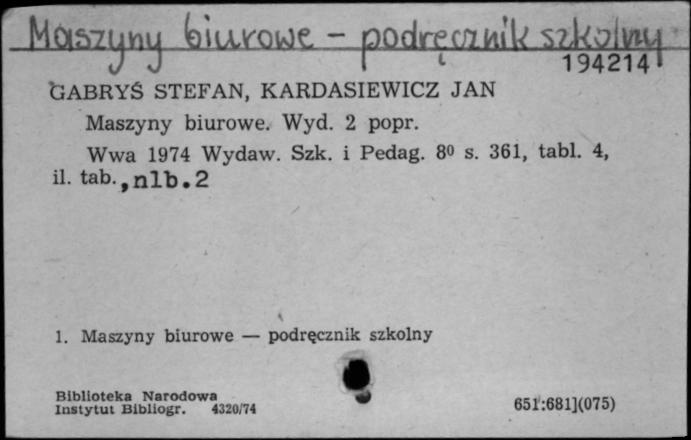 Maszyny biurowe - podręcznik szkolny
194214
GABRYŚ STEFAN, KARDASIEWICZ JAN
Maszyny biurowe. Wyd. 2 popr.
Wwa 1974 Wydaw. Szk. i Pedag. 8⁰ s. 361, tabl. 4,
il. tab., nlb.2
1. Maszyny biurowe — podręcznik szkolny
Biblioteka Narodowa
Instytut Bibliogr. 4320/74
651:681](075)